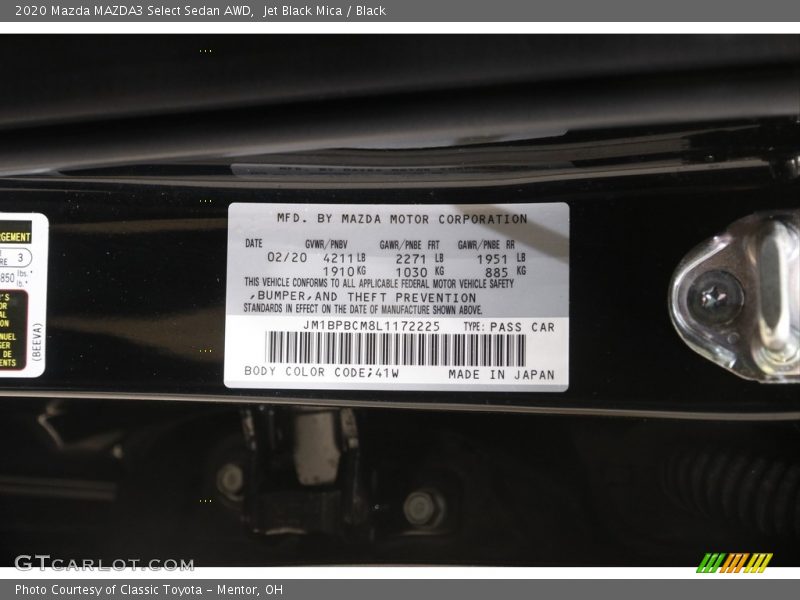 2020 Mazda MAZDA3 Select Sedan AWD,  Jet Black Mica / Black
MFD. BY MAZDA MOTOR CORPORATION
DATE GVWR/PNBV GAWR/PNBE FRT GAWR/PNBE RR
02/20 4211 LB 2271 LB 1951 LB
1910 KG 1030 KG 885 KG
THIS VEHICLE CONFORMS TO ALL APPLICABLE FEDERAL MOTOR VEHICLE SAFETY
,BUMPER,AND THEFT PREVENTION
STANDARDS IN EFFECT ON THE DATE OF MANUFACTURE SHOWN ABOVE.
JM1BPBCM8L1172225 TYPE: PASS CAR
BODY COLOR CODE;41W MADE IN JAPAN
3
850 lbs.
(BEEVA)
GTCARLOT.COM
Photo Courtesy of Classic Toyota - Mentor, OH